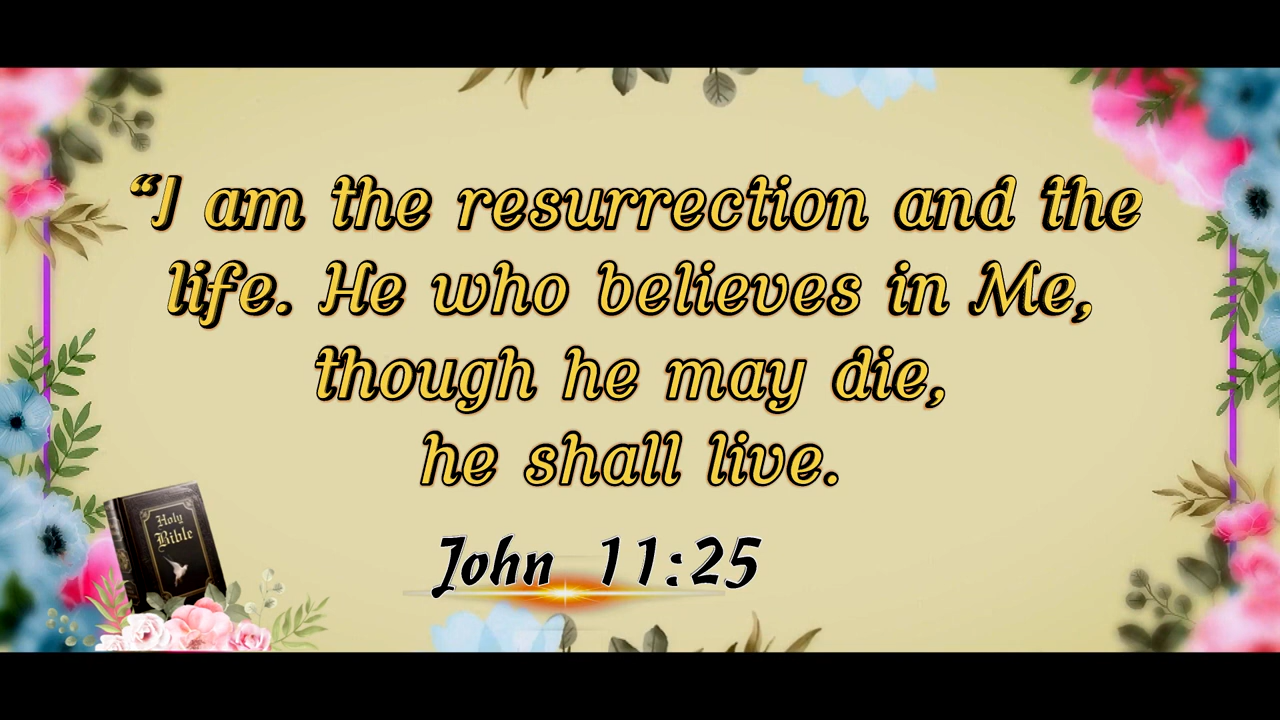 “I am the resurrection and the
life. He who believes in Me,
though he may die,
he shall live.
John 11:25
Holy
Bible